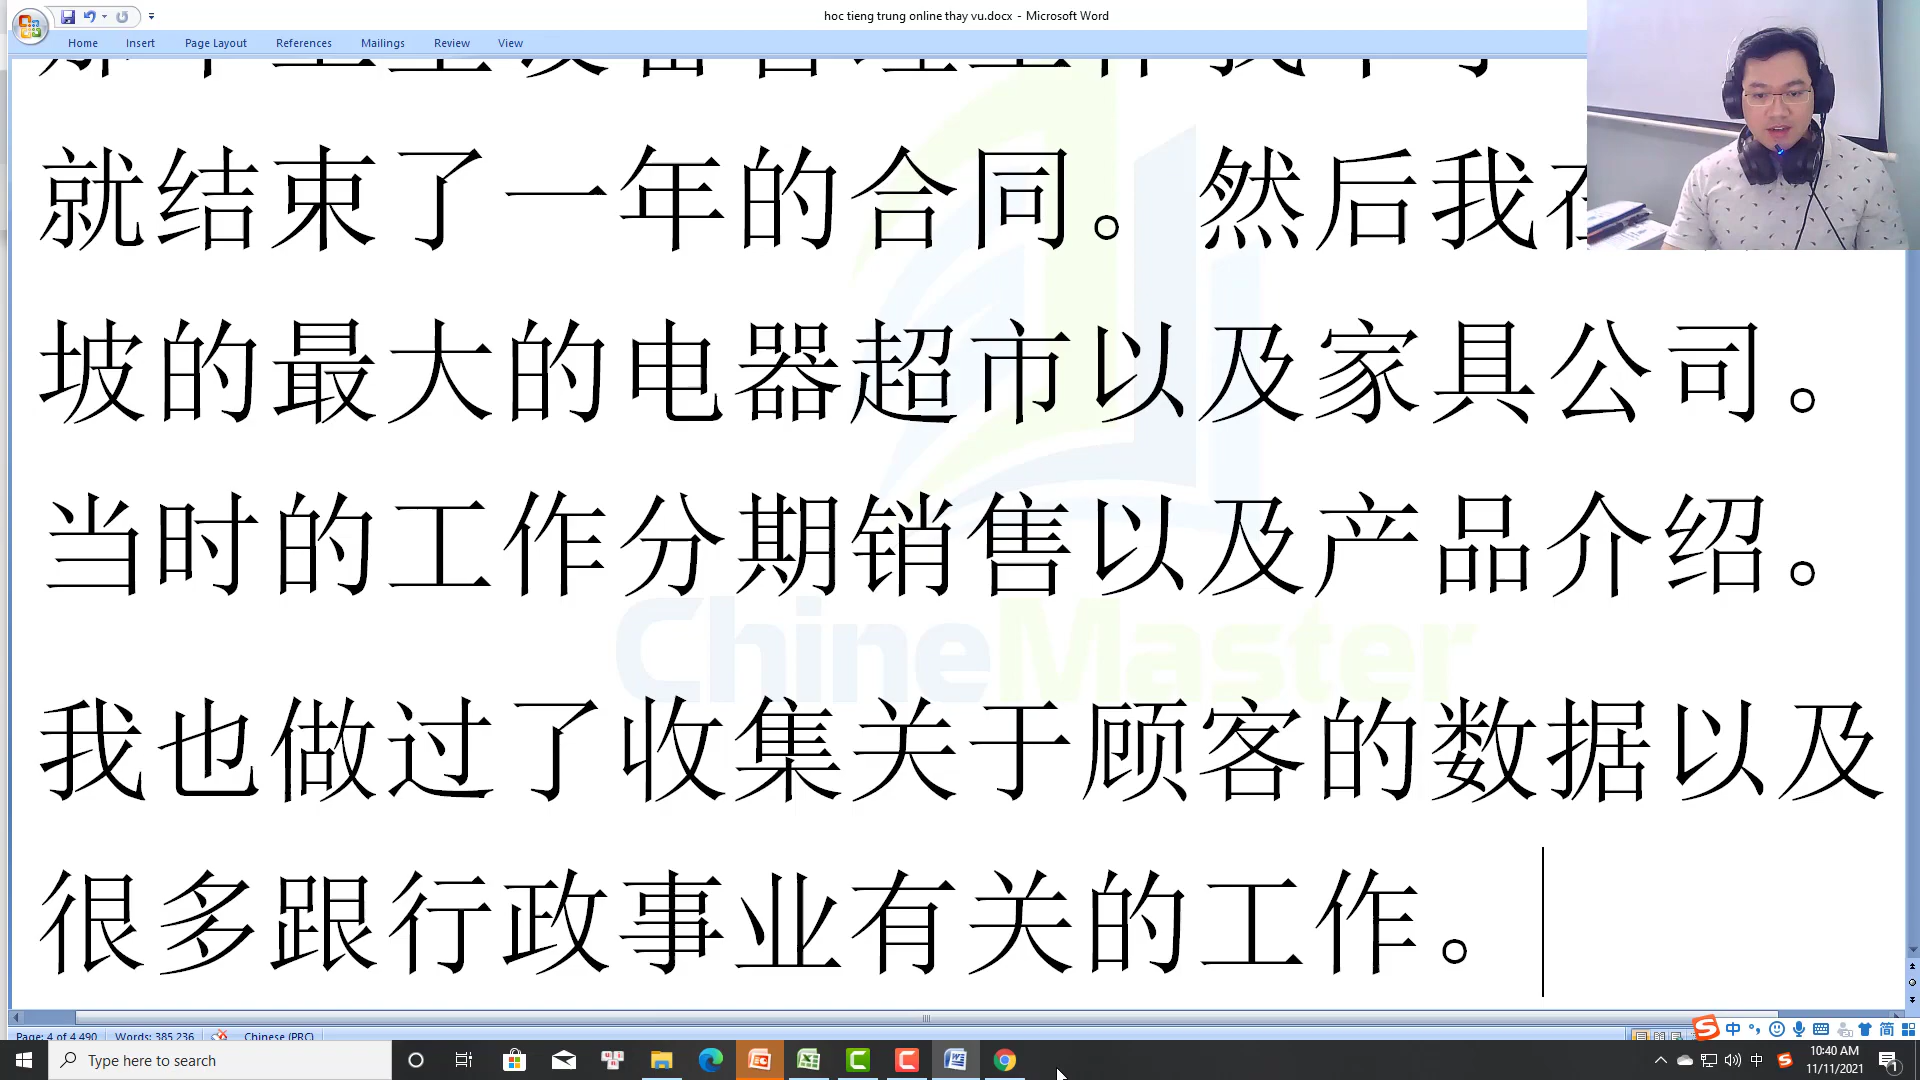 hoc tieng trung online thay vu.docx - Microsoft Word
Home Insert Page Layout References Mailings Review View
就结束了一年的合同。然后我在
坡的最大的电器超市以及家具公司。
当时的工作分期销售以及产品介绍。
我也做过了收集关于顾客的数据以及
很多跟行政事业有关的工作。
ChineMaster
Page: 4 of 4,490 Words: 385,236 Chinese (PRC)
中 简
Type here to search
中
10:40 AM
11/11/2021